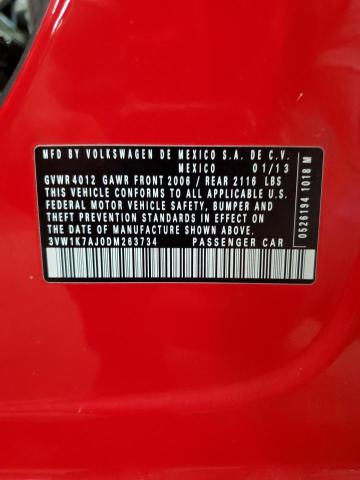 MFD BY VOLKSWAGEN DE MEXICO S.A. DE C.V.
MEXICO 01/13
GVWR 4012 GAWR FRONT 2006 / REAR 2116 LBS
THIS VEHICLE CONFORMS TO ALL APPLICABLE U.S.
FEDERAL MOTOR VEHICLE SAFETY, BUMPER AND
THEFT PREVENTION STANDARDS IN EFFECT ON
THE DATE OF MANUFACTURE SHOWN ABOVE.
3VW1K7AJ0DM263734 PASSENGER CAR
0526194 1018 M